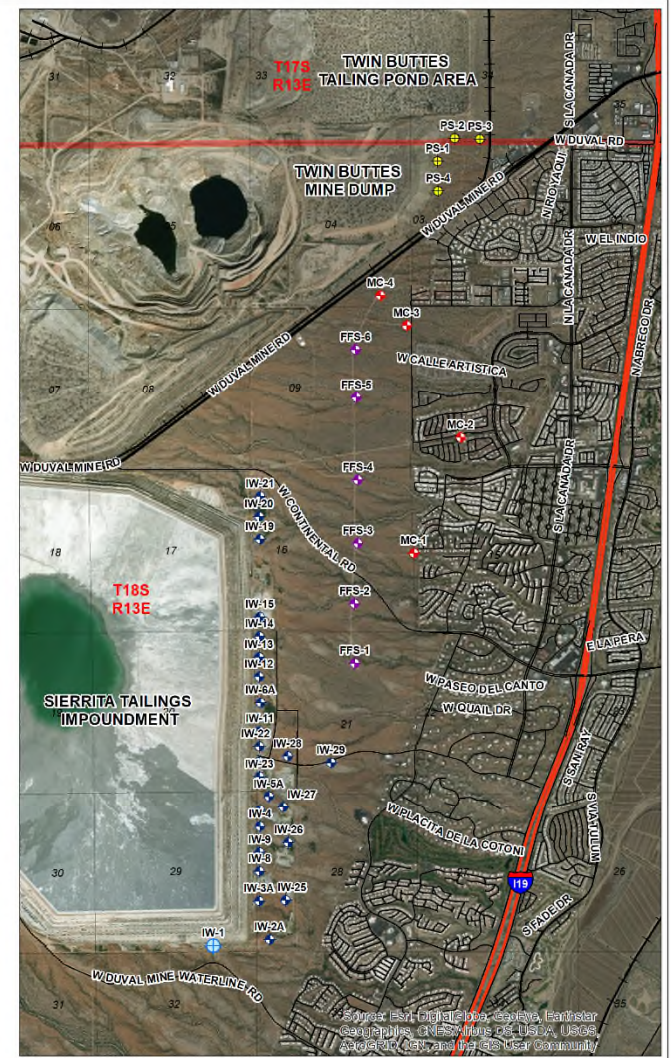 TWIN BUTTES
TAILING POND AREA
T17S
R13E
31
32
33
34
35
1
S LA CANADA DR
PS-2 PS-3
W DUVAL RD
PS-1
TWIN BUTTES
MINE DUMP
PS-4
N RIO YAQUI
W DUVAL MINE RD
06
05
04
03
W EL INDIO
N LA CANADA DR
MC-4
MC-3
N ABREGO DR
FFS-6
W DUVAL MINE RD
W CALLE ARTISTICA
07
08
09
FFS-5
MC-2
W DUVAL MINE RD
FFS-4
S LA CANADA DR
IW-21
IW-20
IW-19
W CONTINENTAL RD
FFS-3
MC-1
18
17
16
T18S
R13E
FFS-2
IW-15
IW-14
IW-13
IW-12
FFS-1
E LA PERA
W PASEO DEL CANTO
IW-6A
W QUAIL DR
SIERRITA TAILINGS
IMPOUNDMENT
IW-11
21
IW-22
IW-28
IW-29
S SAN RAY
IW-23
IW-5A
IW-27
IW-4
W PLACITA DE LA COTONI
S VIA TULUM
IW-26
IW-9
IW-8
30
29
28
26
I19
IW-3A
IW-25
S FADE DR
IW-1
IW-2A
W DUVAL MINE WATERLINE RD
31
32
33
35
Source: Esri, DigitalGlobe, GeoEye, Earthstar
Geographics, CNES/Airbus DS, USDA, USGS,
AeroGRID, IGN, and the GIS User Community